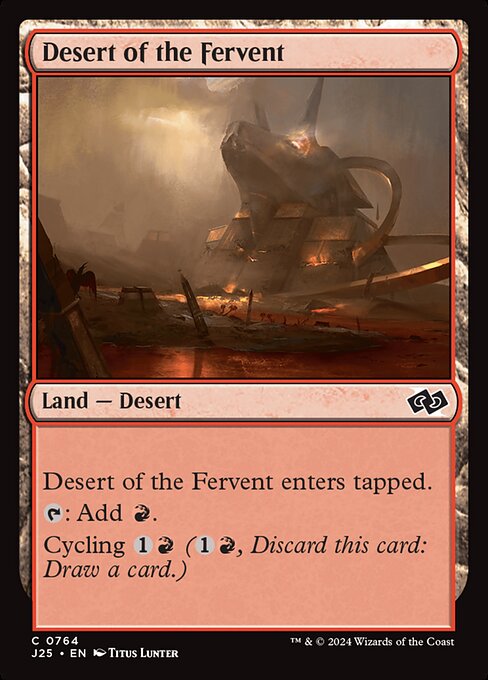 Desert of the Fervent
Land — Desert
Desert of the Fervent enters tapped.
: Add .
Cycling 1 (1, Discard this card:
Draw a card.)
C 0764
J25 • EN Titus Lunter
™ & © 2024 Wizards of the Coast